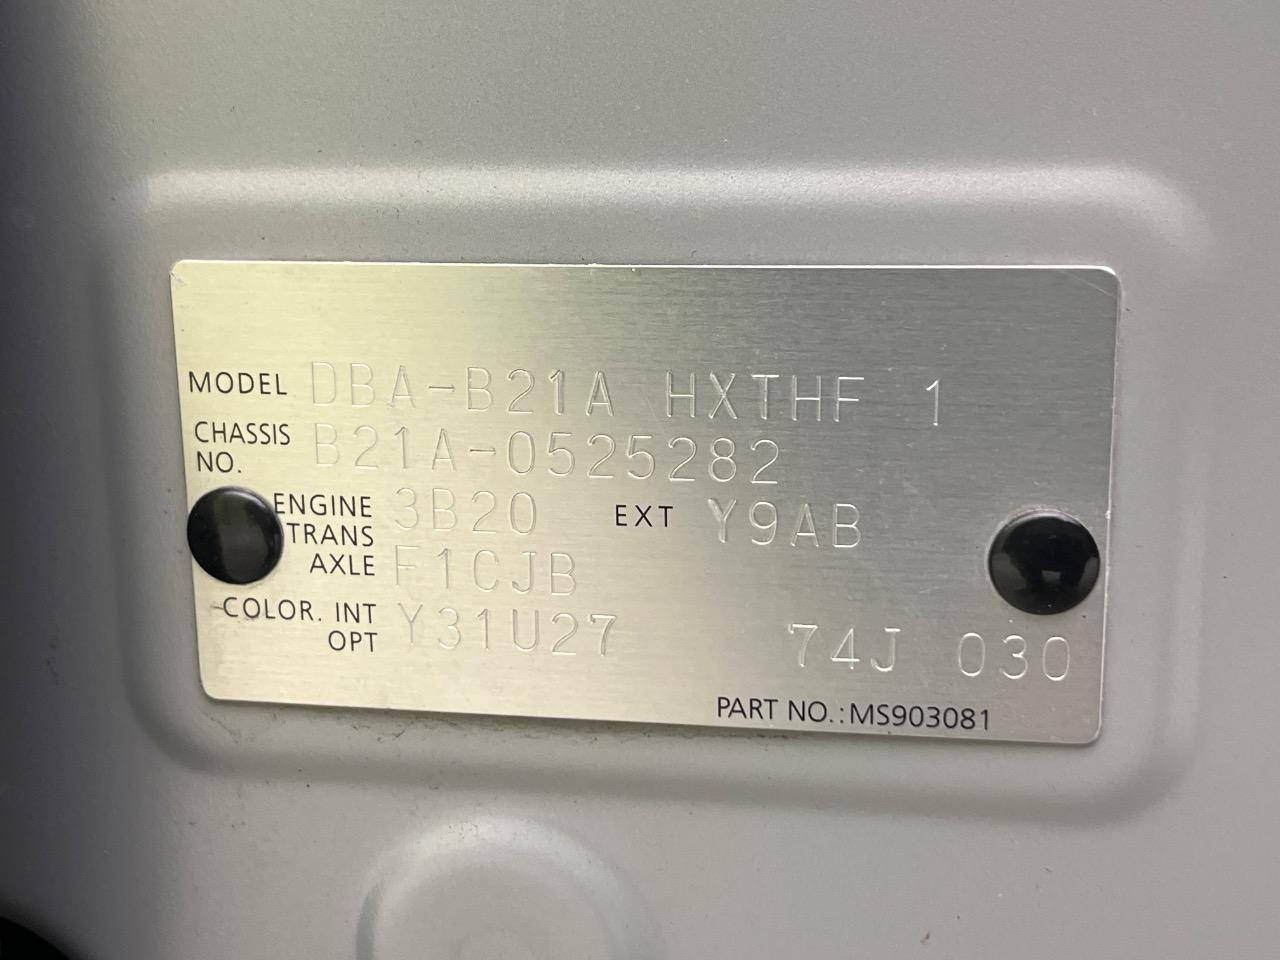 MODEL DBA-B21A HXTHF 1
CHASSIS NO. B21A-0525282
ENGINE 3B20 EXT Y9AB
TRANS AXLE F1CJB
COLOR. INT OPT Y31U27 74J 030
PART NO.:MS903081